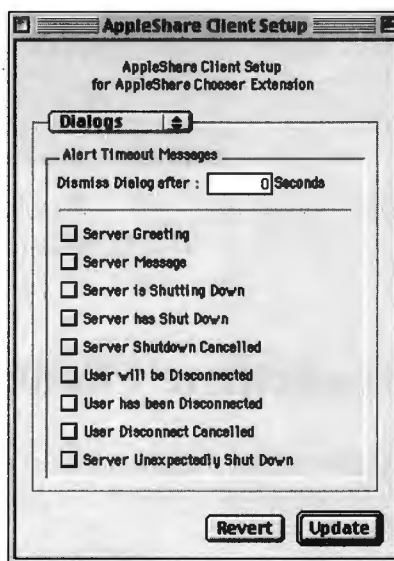 AppleShare Client Setup
AppleShare Client Setup
for AppleShare Chooser Extension
Dialogs
Alert Timeout Messages
Dismiss Dialog after : 0 Seconds
Server Greeting
Server Message
Server is Shutting Down
Server has Shut Down
Server Shutdown Cancelled
User will be Disconnected
User has been Disconnected
User Disconnect Cancelled
Server Unexpectedly Shut Down
Revert
Update